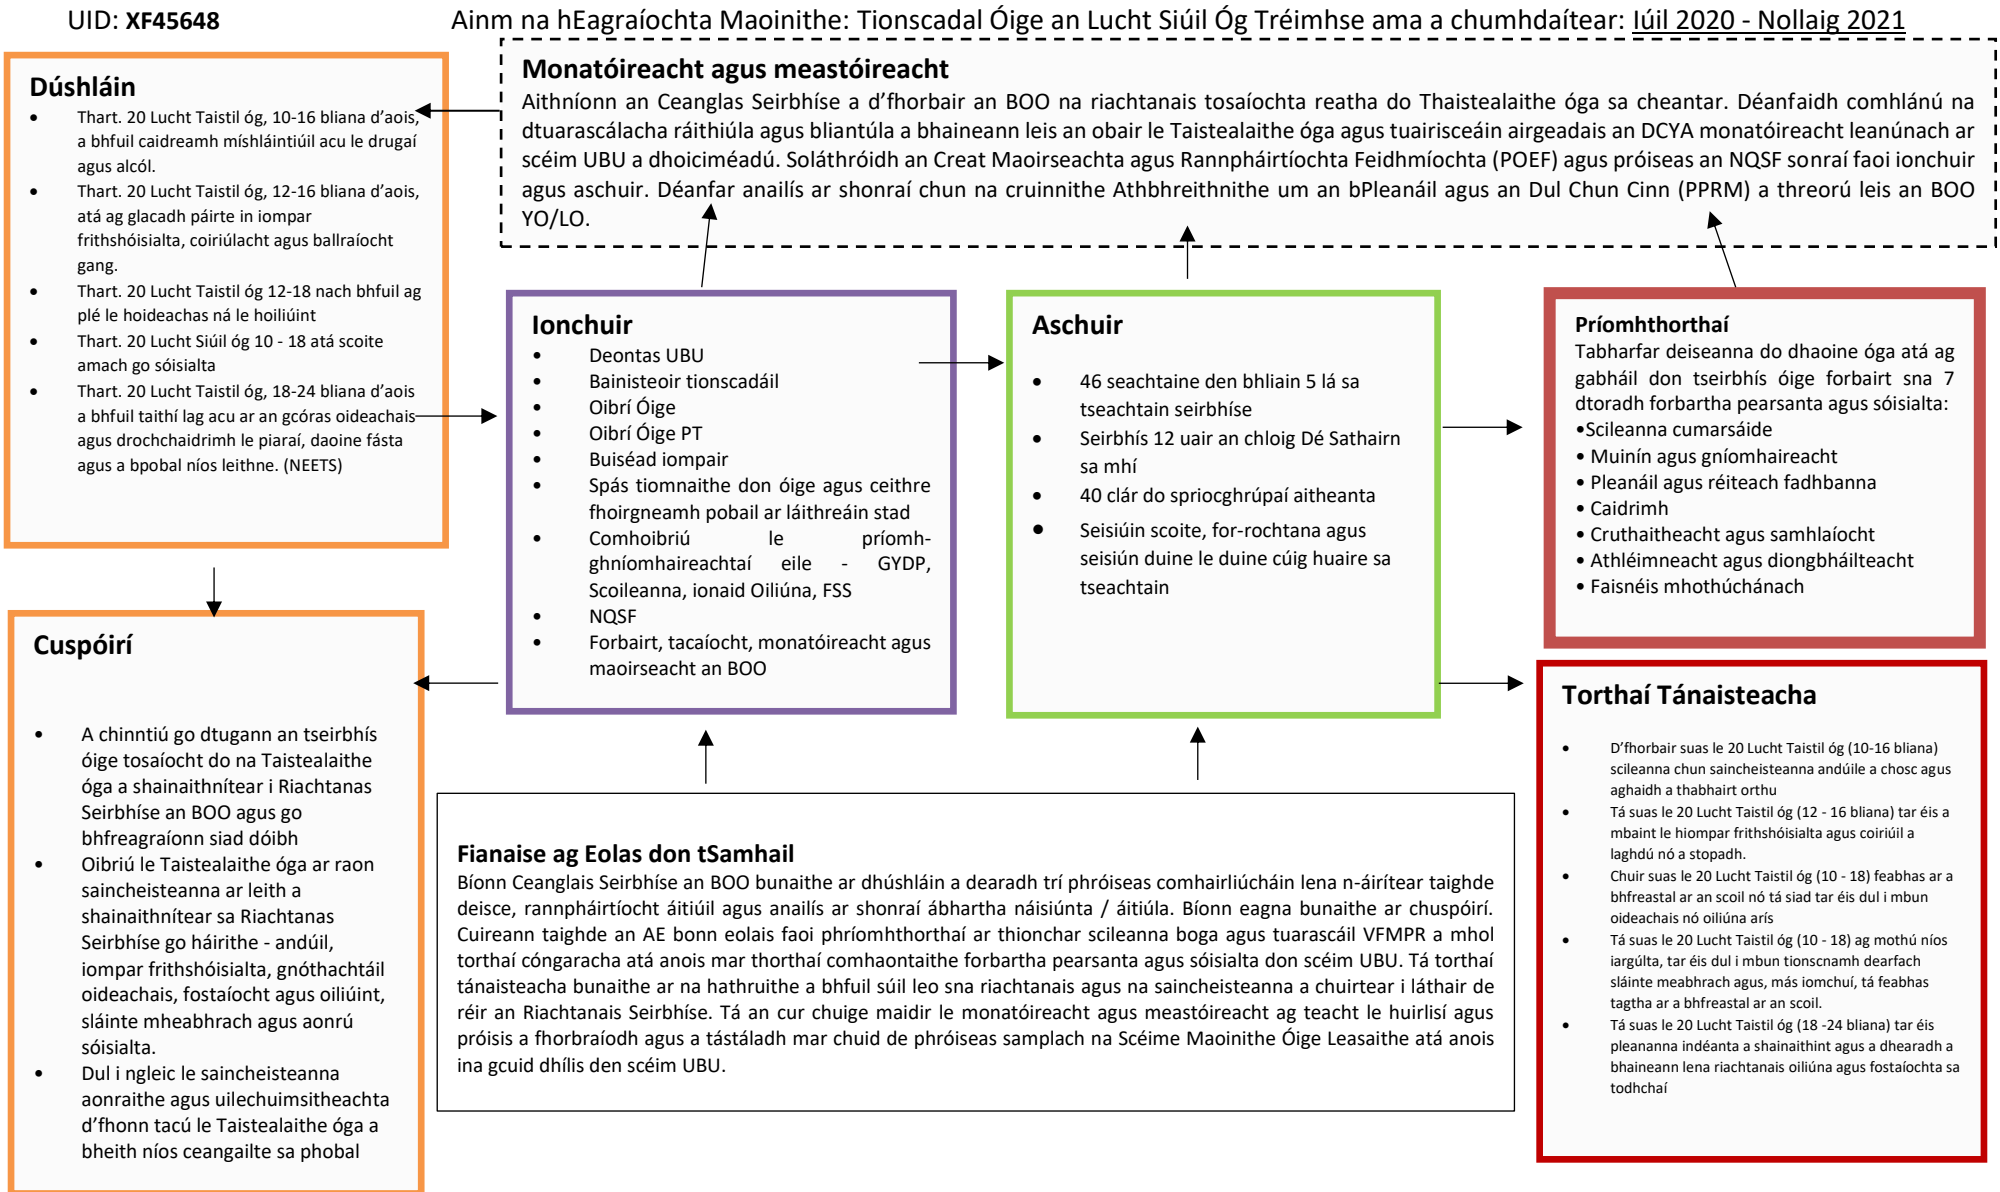 UID: XF45648 Ainm na hEagraíochta Maoinithe: Tionscadal Óige an Lucht Siúil Óg Tréimhse ama a chumhdaítear: Iúil 2020 - Nollaig 2021
Dúshláin
• Thart. 20 Lucht Taistil óg, 10-16 bliana d'aois,
a bhfuil caidreamh míshláintiúil acu le drugaí
agus alcól.
• Thart. 20 Lucht Taistil óg, 12-16 bliana d'aois,
atá ag glacadh páirte in iompar
frithshóisialta, coiriúlacht agus ballraíocht
gang.
• Thart. 20 Lucht Taistil óg 12-18 nach bhfuil ag
plé le hoideachas ná le hoiliúint
• Thart. 20 Lucht Siúil óg 10 - 18 atá scoite
amach go sóisialta
• Thart. 20 Lucht Taistil óg, 18-24 bliana d'aois
a bhfuil taithí lag acu ar an gcóras oideachais
agus drochchaidrimh le piaraí, daoine fásta
agus a bpobal níos leithne. (NEETS)
Monatóireacht agus meastóireacht
Aithníonn an Ceanglas Seirbhíse a d'fhorbair an BOO na riachtanais tosaíochta reatha do Thaistealaithe óga sa cheantar. Déanfaidh comhlánú na
dtuarascálacha ráithiúla agus bliantúla a bhaineann leis an obair le Taistealaithe óga agus tuairisceáin airgeadais an DCYA monatóireacht leanúnach ar
scéim UBU a dhoiciméadú. Soláthróidh an Creat Maoirseachta agus Rannpháirtíochta Feidhmíochta (POEF) agus próiseas an NQSF sonraí faoi ionchuir
agus aschuir. Déanfar anailís ar shonraí chun na cruinnithe Athbhreithnithe um an bPleanáil agus an Dul Chun Cinn (PPRM) a threorú leis an BOO
YO/LO.
Ionchuir
• Deontas UBU
• Bainisteoir tionscadáil
• Oibrí Óige
• Oibrí Óige PT
• Buiséad iompair
• Spás tiomnaithe don óige agus ceithre
fhoirgneamh pobail ar láithreáin stad
• Comhoibriú le príomh-
ghníomhaireachtaí eile - GYDP,
Scoileanna, ionaid Oiliúna, FSS
• NQSF
• Forbairt, tacaíocht, monatóireacht agus
maoirseacht an BOO
Aschuir
• 46 seachtaine den bhliain 5 lá sa
tseachtain seirbhíse
• Seirbhís 12 uair an chloig Dé Sathairn
sa mhí
• 40 clár do spriocghrúpaí aitheanta
• Seisiúin scoite, for-rochtana agus
seisiún duine le duine cúig huaire sa
tseachtain
Príomhthorthaí
Tabharfar deiseanna do dhaoine óga atá ag
gabháil don tseirbhís óige forbairt sna 7
dtoradh forbartha pearsanta agus sóisialta:
•Scileanna cumarsáide
• Muinín agus gníomhaireacht
• Pleanáil agus réiteach fadhbanna
• Caidrimh
• Cruthaitheacht agus samhlaíocht
• Athléimneacht agus diongbháilteacht
• Faisnéis mhothúchánach
Cuspóirí
• A chinntiú go dtugann an tseirbhís
óige tosaíocht do na Taistealaithe
óga a shainaithnítear i Riachtanas
Seirbhíse an BOO agus go
bhfreagraíonn siad dóibh
• Oibriú le Taistealaithe óga ar raon
saincheisteanna ar leith a
shainaithnítear sa Riachtanas
Seirbhíse go háirithe - andúil,
iompar frithshóisialta, gnóthachtáil
oideachais, fostaíocht agus oiliúint,
sláinte mheabhrach agus aonrú
sóisialta.
• Dul i ngleic le saincheisteanna
aonraithe agus uilechuimsitheachta
d'fhonn tacú le Taistealaithe óga a
bheith níos ceangailte sa phobal
Fianaise ag Eolas don tSamhail
Bíonn Ceanglais Seirbhíse an BOO bunaithe ar dhúshláin a dearadh trí phróiseas comhairliúcháin lena n-áirítear taighde
deisce, rannpháirtíocht áitiúil agus anailís ar shonraí ábhartha náisiúnta / áitiúla. Bíonn eagna bunaithe ar chuspóirí.
Cuireann taighde an AE bonn eolais faoi phríomhthorthaí ar thionchar scileanna boga agus tuarascáil VFMPR a mhol
torthaí cóngaracha atá anois mar thorthaí comhaontaithe forbartha pearsanta agus sóisialta don scéim UBU. Tá torthaí
tánaisteacha bunaithe ar na hathruithe a bhfuil súil leo sna riachtanais agus na saincheisteanna a chuirtear i láthair de
réir an Riachtanais Seirbhíse. Tá an cur chuige maidir le monatóireacht agus meastóireacht ag teacht le huirlisí agus
próisis a fhorbraíodh agus a tástáladh mar chuid de phróiseas samplach na Scéime Maoinithe Óige Leasaithe atá anois
ina gcuid dhílis den scéim UBU.
Torthaí Tánaisteacha
• D'fhorbair suas le 20 Lucht Taistil óg (10-16 bliana)
scileanna chun saincheisteanna andúile a chosc agus
aghaidh a thabhairt orthu
• Tá suas le 20 Lucht Taistil óg (12 - 16 bliana) tar éis a
mbaint le hiompar frithshóisialta agus coiriúil a
laghdú nó a stopadh.
• Chuir suas le 20 Lucht Taistil óg (10 - 18) feabhas ar a
bhfreastal ar an scoil nó tá siad tar éis dul i mbun
oideachais nó oiliúna arís
• Tá suas le 20 Lucht Taistil óg (10 - 18) ag mothú níos
iargúlta, tar éis dul i mbun tionscnamh dearfach
sláinte meabhrach agus, más iomchuí, tá feabhas
tagtha ar a bhfreastal ar an scoil.
• Tá suas le 20 Lucht Taistil óg (18 -24 bliana) tar éis
pleananna indéanta a shainaithint agus a dhearadh a
bhaineann lena riachtanais oiliúna agus fostaíochta sa
todhchaí